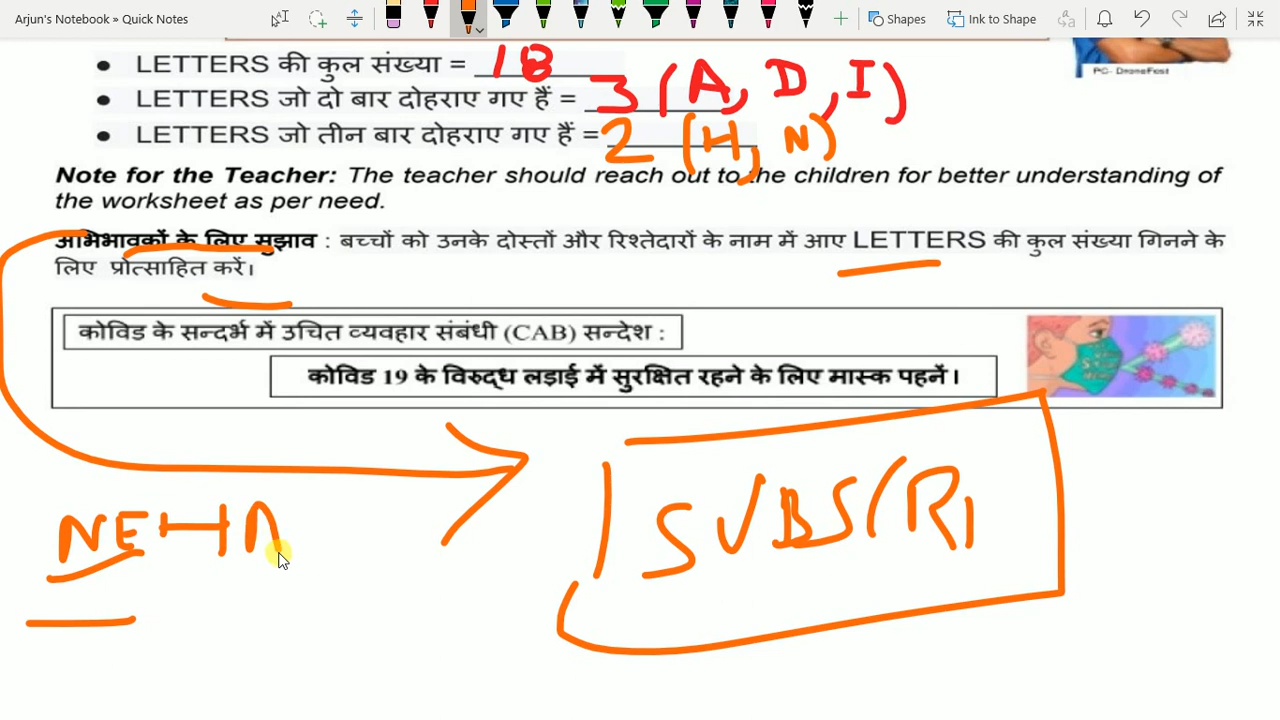 Arjun's Notebook » Quick Notes
Shapes
Ink to Shape
PC- DroneFest
• LETTERS की कुल संख्या = 18
• LETTERS जो दो बार दोहराए गए हैं = 3 (A, D, I)
• LETTERS जो तीन बार दोहराए गए हैं = 2 (H, N)
Note for the Teacher: The teacher should reach out to the children for better understanding of
the worksheet as per need.
अभिभावकों के लिए सुझाव : बच्चों को उनके दोस्तों और रिश्तेदारों के नाम में आए LETTERS की कुल संख्या गिनने के
लिए प्रोत्साहित करें।
कोविड के सन्दर्भ में उचित व्यवहार संबंधी (CAB) सन्देश :
कोविड 19 के विरुद्ध लड़ाई में सुरक्षित रहने के लिए मास्क पहनें।
SUBSCRI
NEHA